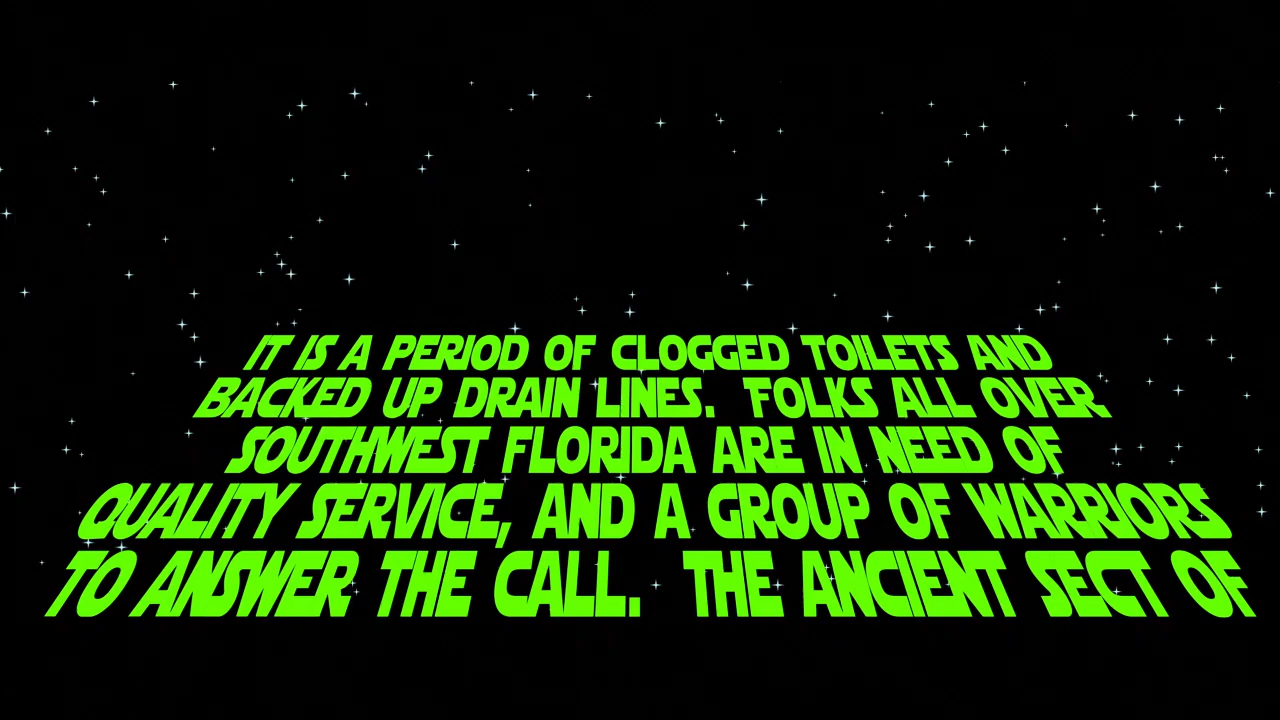 IT IS A PERIOD OF CLOGGED TOILETS AND
BACKED UP DRAIN LINES.  FOLKS ALL OVER
SOUTHWEST FLORIDA ARE IN NEED OF
QUALITY SERVICE, AND A GROUP OF WARRIORS
TO ANSWER THE CALL.  THE ANCIENT SECT OF